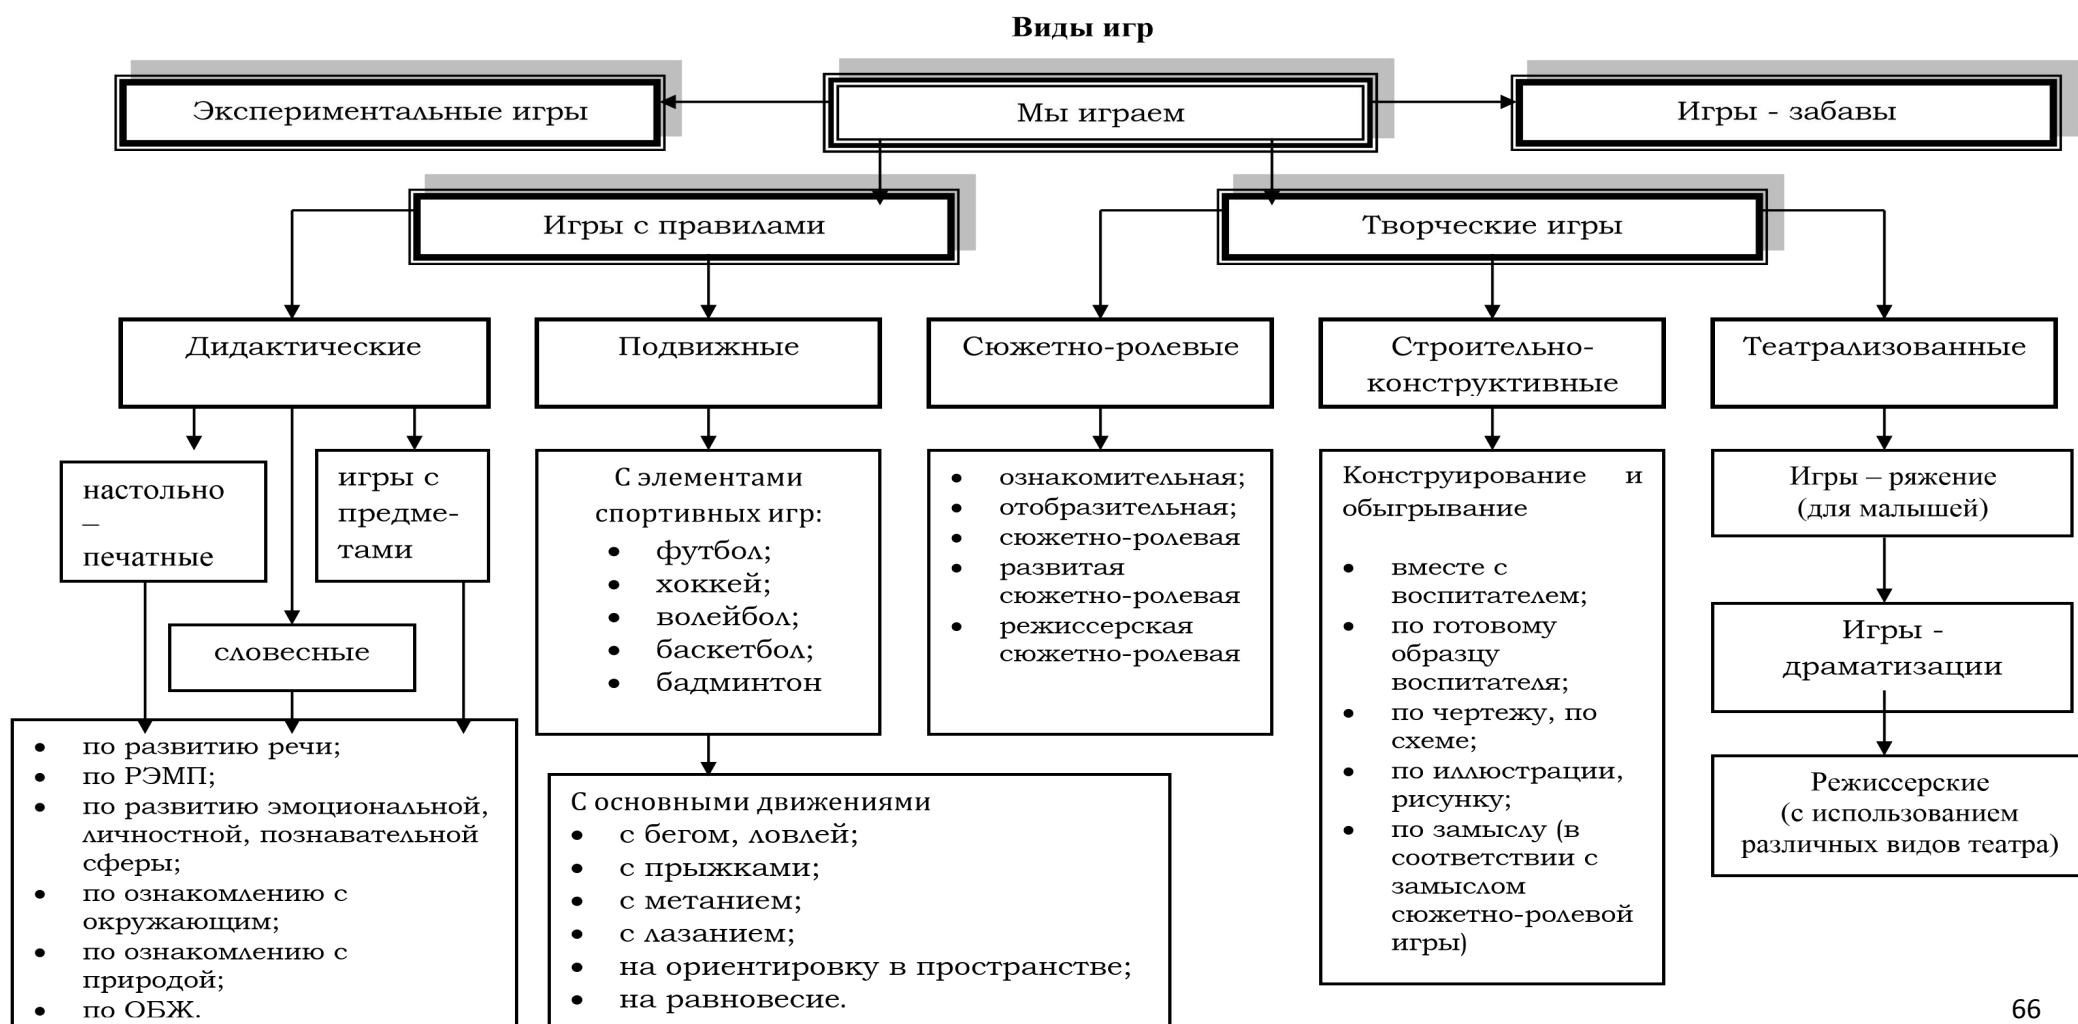 Виды игр
Экспериментальные игры
Мы играем
Игры - забавы
Игры с правилами
Творческие игры
Дидактические
Подвижные
Сюжетно-ролевые
Строительно-
конструктивные
Театрализованные
настольно
–
печатные
игры с
предме-
тами
словесные
по развитию речи;
по РЭМП;
по развитию эмоциональной,
личностной, познавательной
сферы;
по ознакомлению с
окружающим;
по ознакомлению с
природой;
по ОБЖ.
С элементами
спортивных игр:
футбол;
хоккей;
волейбол;
баскетбол;
бадминтон
С основными движениями
с бегом, ловлей;
с прыжками;
с метанием;
с лазанием;
на ориентировку в пространстве;
на равновесие.
ознакомительная;
отобразительная;
сюжетно-ролевая
развитая
сюжетно-ролевая
режиссерская
сюжетно-ролевая
Конструирование и
обыгрывание
вместе с
воспитателем;
по готовому
образцу
воспитателя;
по чертежу, по
схеме;
по иллюстрации,
рисунку;
по замыслу (в
соответствии с
замыслом
сюжетно-ролевой
игры)
Игры – ряжение
(для малышей)
Игры -
драматизации
Режиссерские
(с использованием
различных видов театра)
66